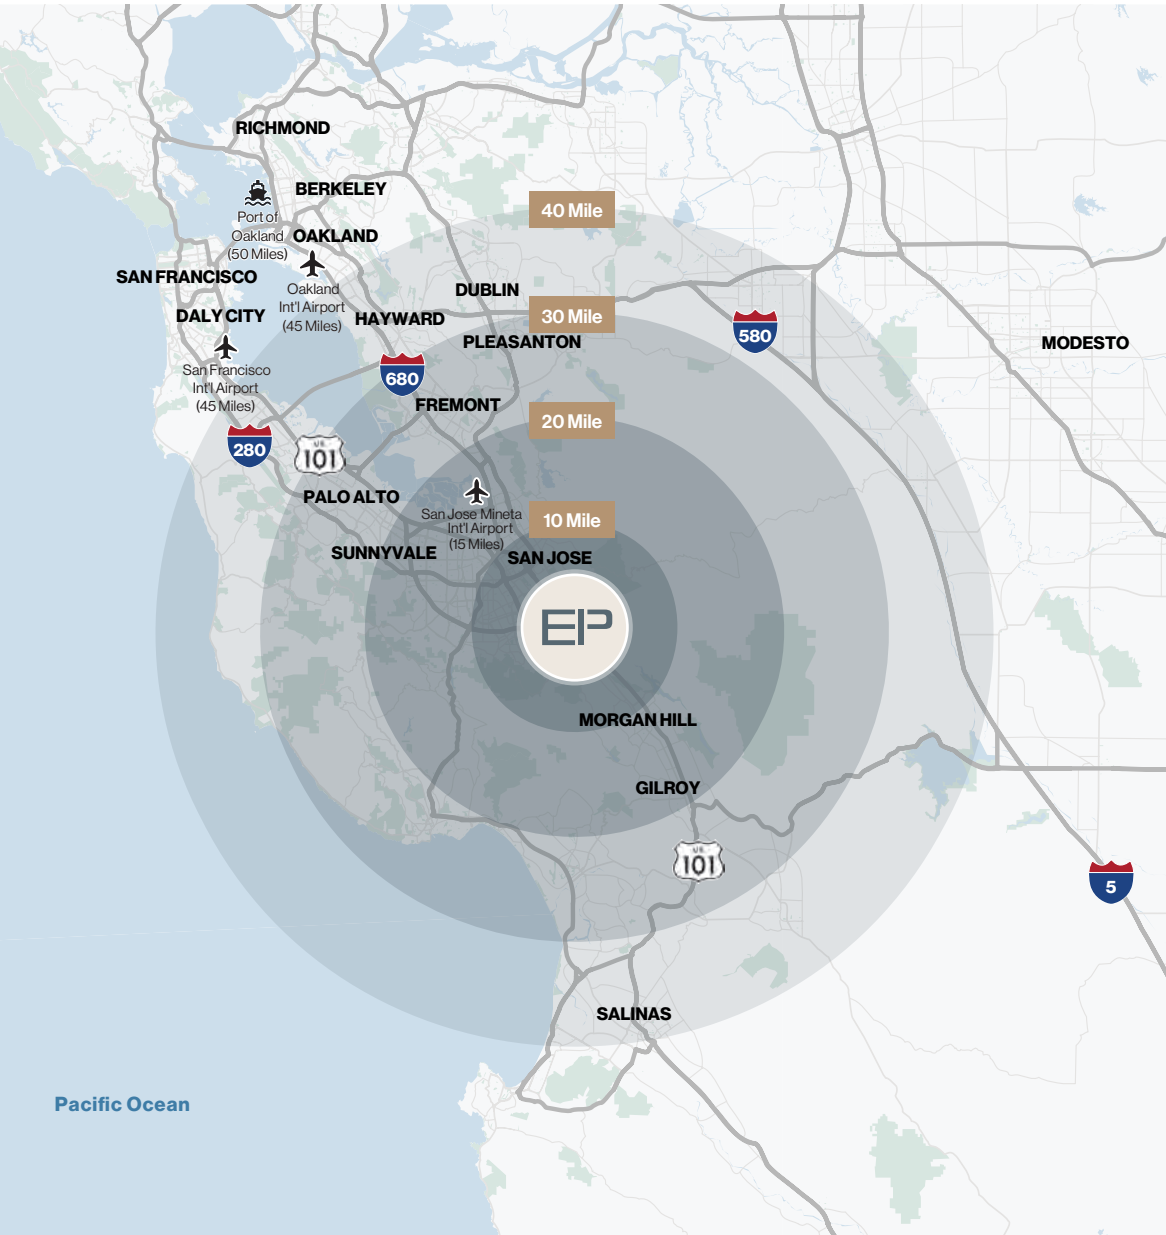 RICHMOND
BERKELEY
Port of
Oakland
(50 Miles)
OAKLAND
40 Mile
SAN FRANCISCO
Oakland
Int'l Airport
(45 Miles)
DUBLIN
DALY CITY
HAYWARD
30 Mile
580
PLEASANTON
MODESTO
San Francisco
Int'l Airport
(45 Miles)
680
FREMONT
20 Mile
280
U.S.
101
PALO ALTO
San Jose Mineta
Int'l Airport
(15 Miles)
10 Mile
SUNNYVALE
SAN JOSE
EP
MORGAN HILL
GILROY
U.S.
101
5
SALINAS
Pacific Ocean